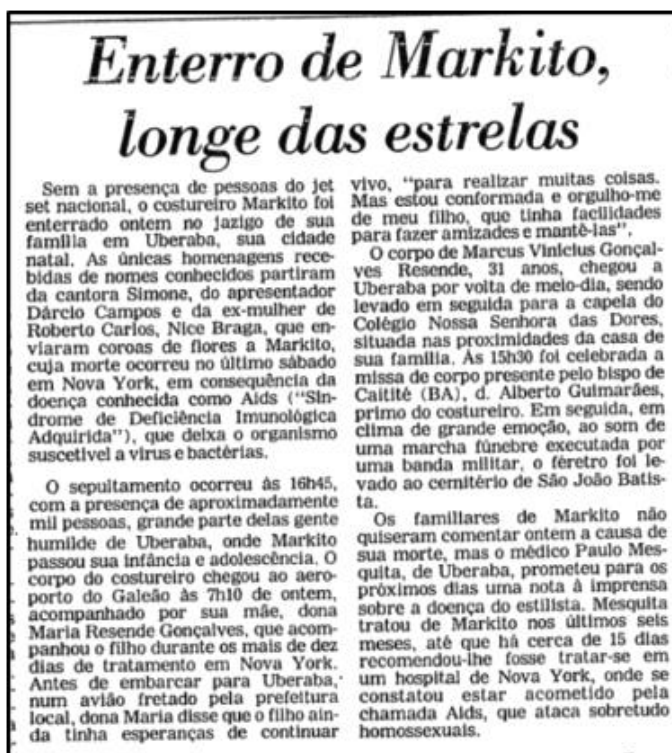 Enterro de Markito,
longe das estrelas
Sem a presença de pessoas do jet
set nacional, o costureiro Markito foi
enterrado ontem no jazigo de sua
família em Uberaba, sua cidade
natal. As únicas homenagens rece-
bidas de nomes conhecidos partiram
da cantora Simone, do apresentador
Dárcio Campos e da ex-mulher de
Roberto Carlos, Nice Braga, que en-
viaram coroas de flores a Markito,
cuja morte ocorreu no último sábado
em Nova York, em conseqüência da
doença conhecida como Aids ("Sín-
drome de Deficiência Imunológica
Adquirida"), que deixa o organismo
suscetível a vírus e bactérias.
O sepultamento ocorreu às 16h45,
com a presença de aproximadamente
mil pessoas, grande parte delas gente
humilde de Uberaba, onde Markito
passou sua infância e adolescência. O
corpo do costureiro chegou ao aero-
porto do Galeão às 7h10 de ontem,
acompanhado por sua mãe, dona
Maria Resende Gonçalves, que acom-
panhou o filho durante os mais de dez
dias de tratamento em Nova York.
Antes de embarcar para Uberaba,
num avião fretado pela prefeitura
local, dona Maria disse que o filho ain-
da tinha esperanças de continuar
vivo, "para realizar muitas coisas.
Mas estou conformada e orgulho-me
de meu filho, que tinha facilidades
para fazer amizades e mantê-las".
O corpo de Marcus Vinicius Gonçal-
ves Resende, 31 anos, chegou a
Uberaba por volta de meio-dia, sendo
levado em seguida para a capela do
Colégio Nossa Senhora das Dores,
situada nas proximidades da casa de
sua família. Às 15h30 foi celebrada a
missa de corpo presente pelo bispo de
Caitité (BA), d. Alberto Guimarães,
primo do costureiro. Em seguida, em
clima de grande emoção, ao som de
uma marcha fúnebre executada por
uma banda militar, o féretro foi le-
vado ao cemitério de São João Batis-
ta.
Os familiares de Markito não
quiseram comentar ontem a causa de
sua morte, mas o médico Paulo Mes-
quita, de Uberaba, prometeu para os
próximos dias uma nota à imprensa
sobre a doença do estilista. Mesquita
tratou de Markito nos últimos seis
meses, até que há cerca de 15 dias
recomendou-lhe fosse tratar-se em
um hospital de Nova York, onde se
constatou estar acometido pela
chamada Aids, que ataca sobretudo
homossexuais.